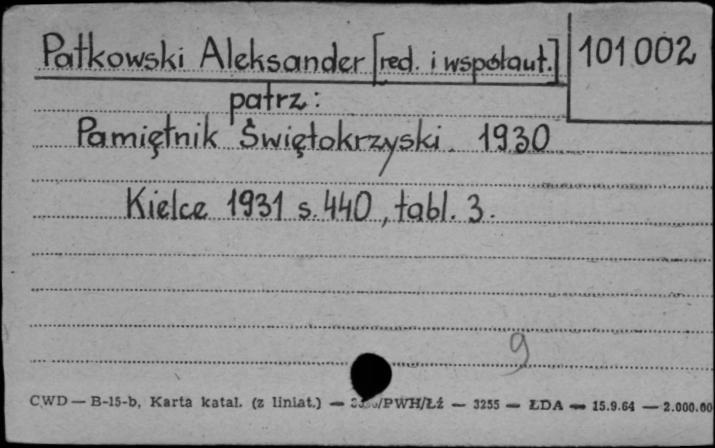 Patkowski Aleksander [red. i współaut.] 101002
patrz:
Pamiętnik Świętokrzyski. 1930
Kielce 1931 s. 440, tabl. 3.
9
CWD — B-15-b, Karta katal. (z liniat.) — /PWH/Łź — 3255 — ŁDA — 15.9.64 — 2.000.00